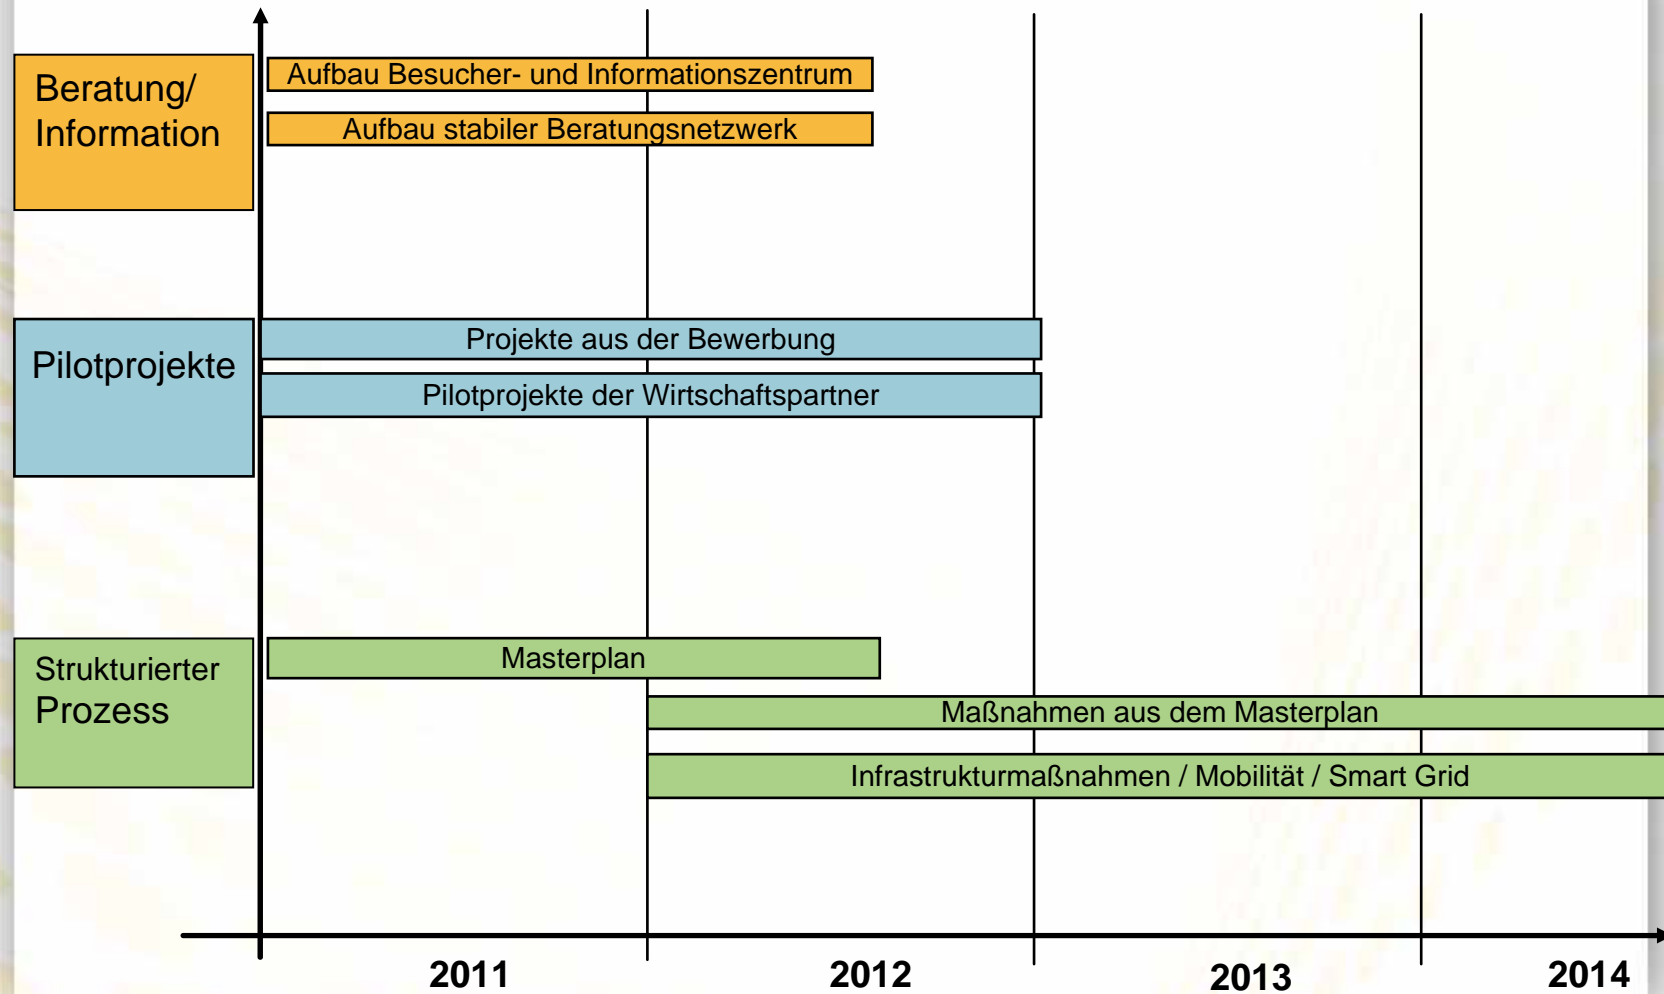 Beratung/
Information
Aufbau Besucher- und Informationszentrum
Aufbau stabiler Beratungsnetzwerk
Pilotprojekte
Projekte aus der Bewerbung
Pilotprojekte der Wirtschaftspartner
Strukturierter
Prozess
Masterplan
Maßnahmen aus dem Masterplan
Infrastrukturmaßnahmen / Mobilität / Smart Grid
2011
2012
2013
2014